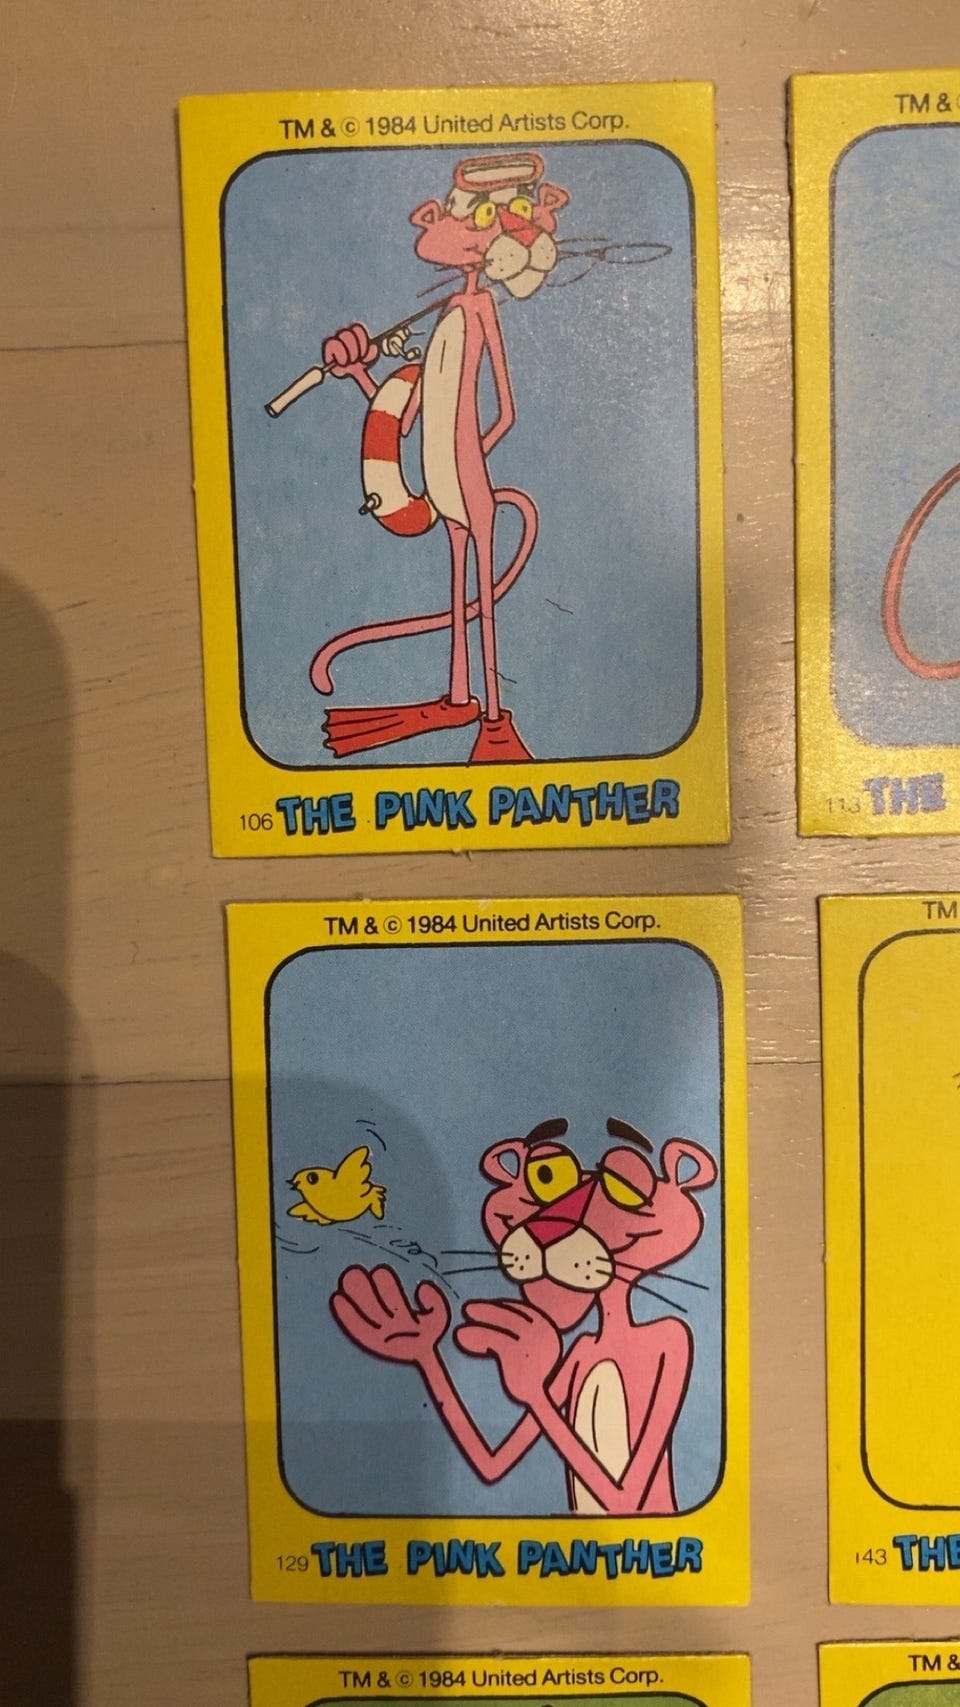 TM & © 1984 United Artists Corp.
106 THE PINK PANTHER
TM &
113 THE
TM & © 1984 United Artists Corp.
129 THE PINK PANTHER
TM
143 THE
TM & © 1984 United Artists Corp.
TM &